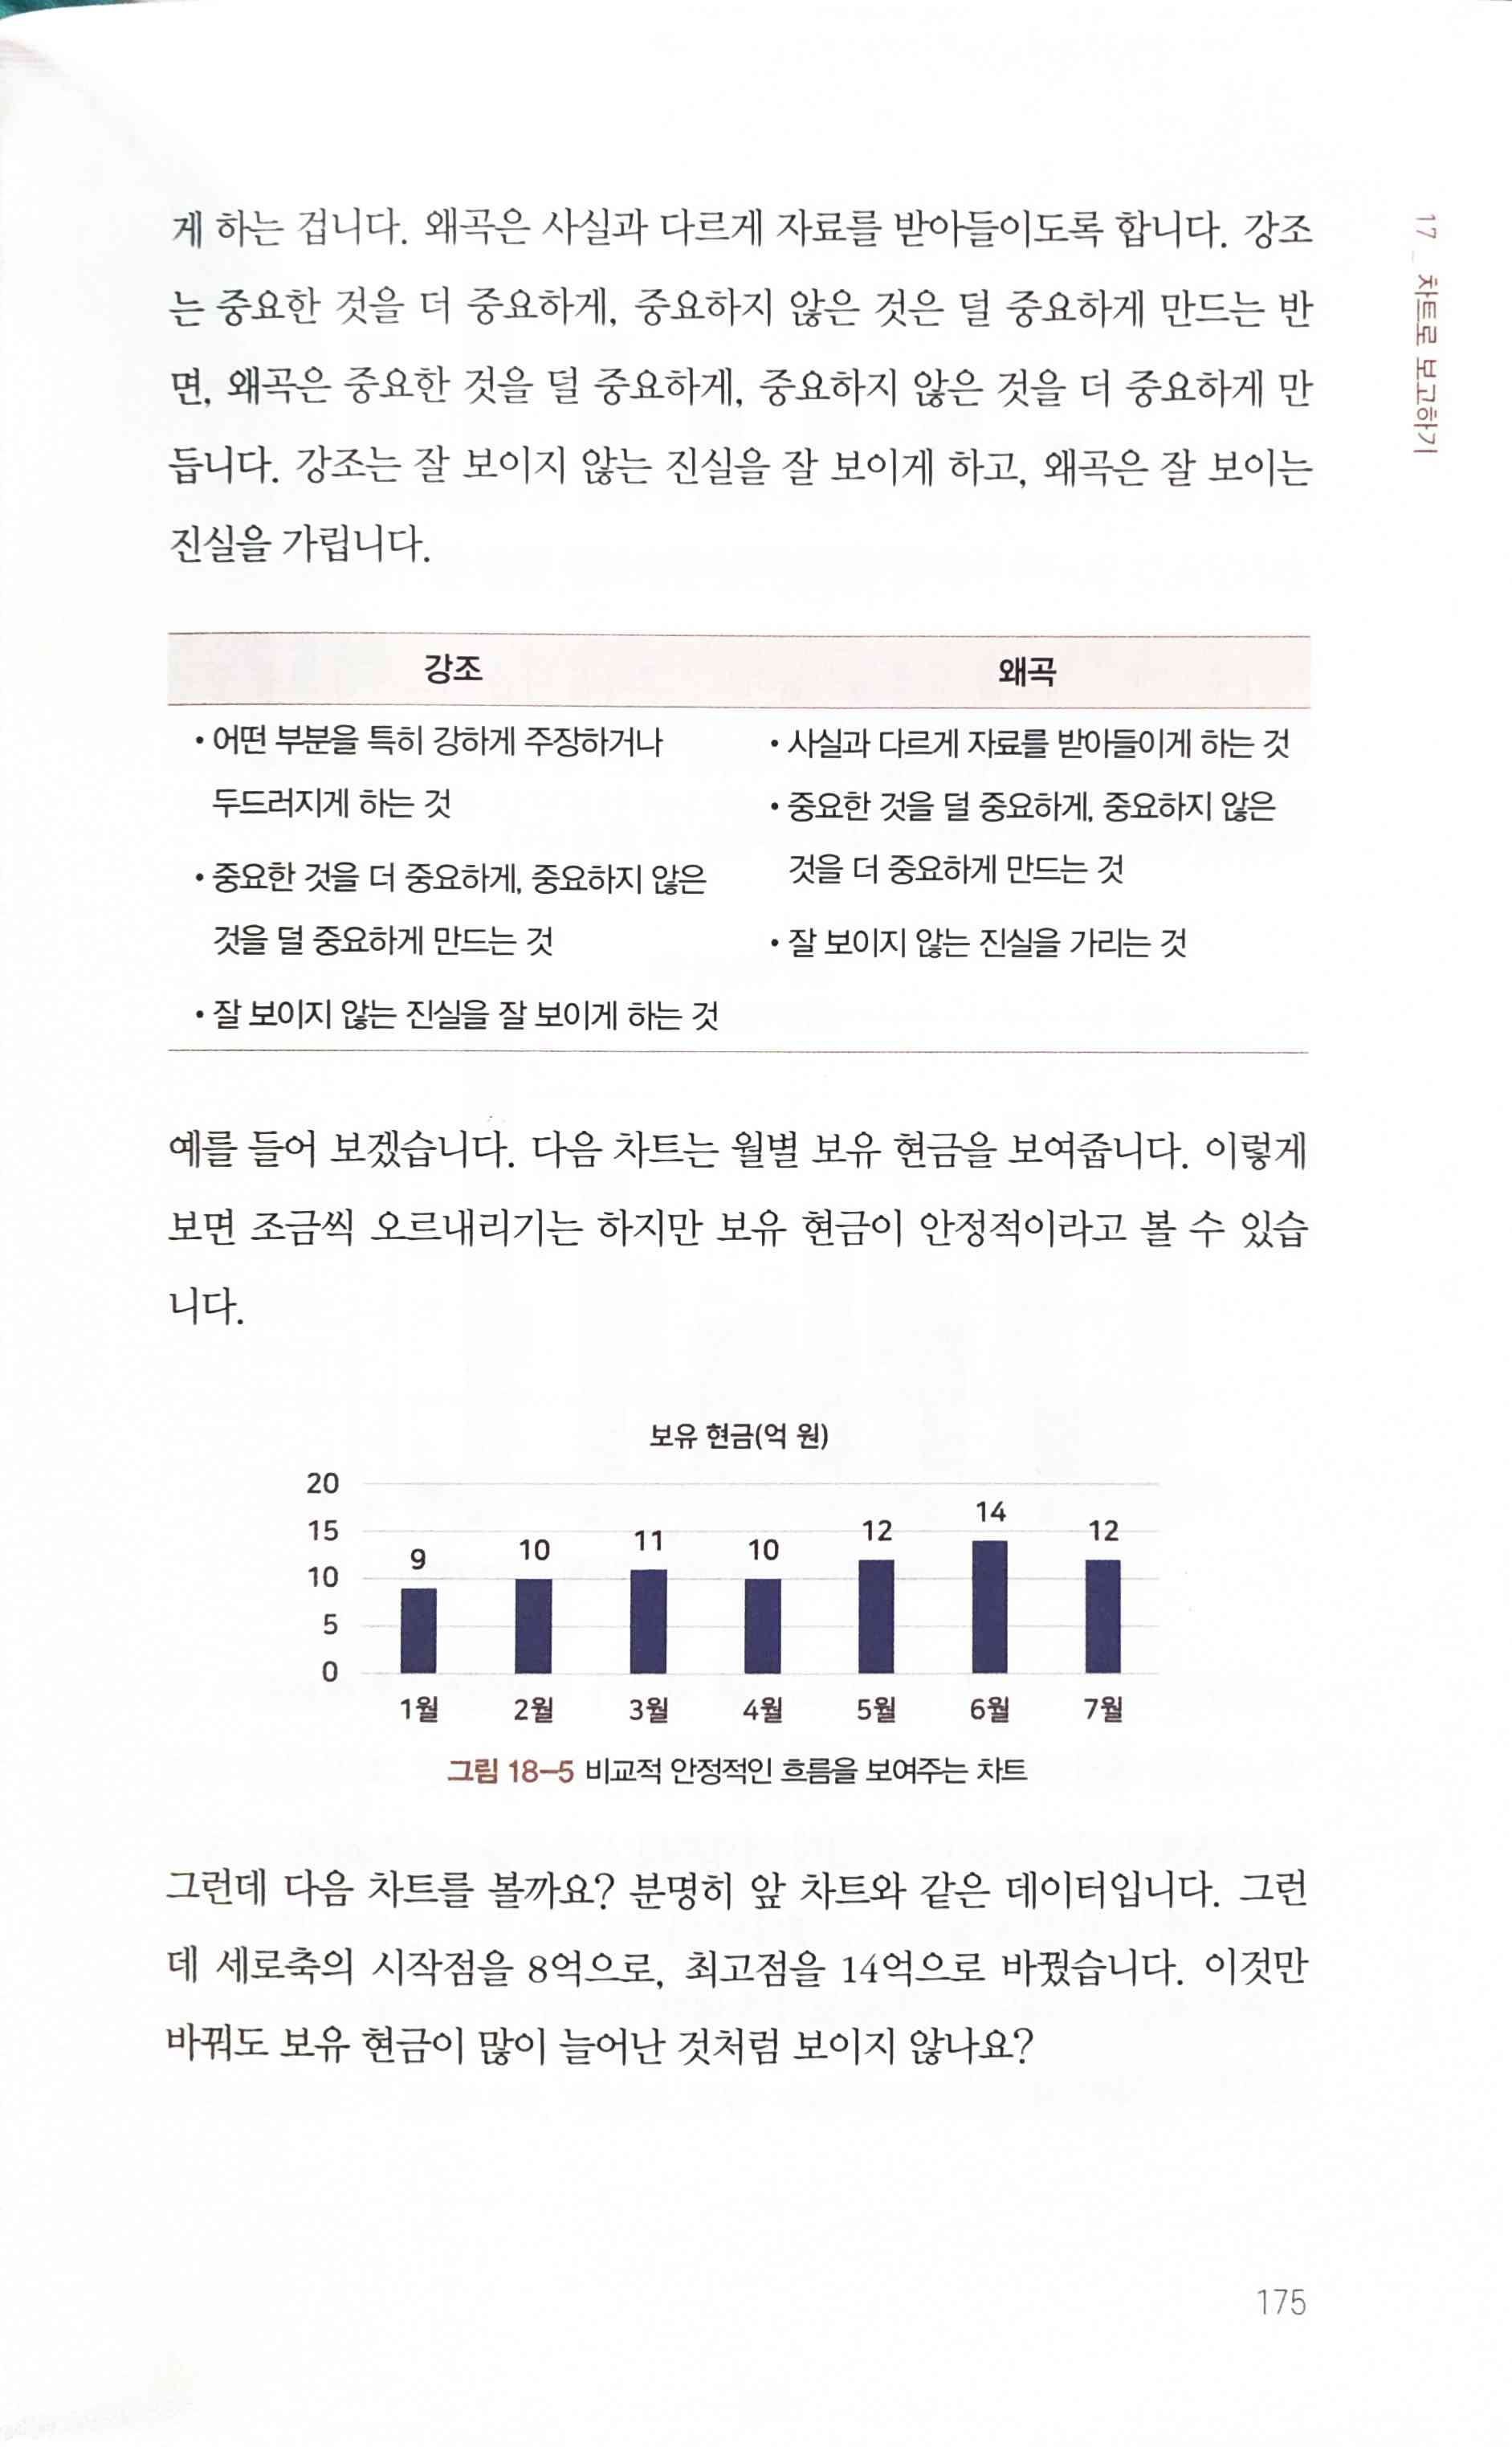 17 _ 차트로 보고하기
게 하는 겁니다. 왜곡은 사실과 다르게 자료를 받아들이도록 합니다. 강조
는 중요한 것을 더 중요하게, 중요하지 않은 것은 덜 중요하게 만드는 반
면, 왜곡은 중요한 것을 덜 중요하게, 중요하지 않은 것을 더 중요하게 만
듭니다. 강조는 잘 보이지 않는 진실을 잘 보이게 하고, 왜곡은 잘 보이는
진실을 가립니다.
강조
• 어떤 부분을 특히 강하게 주장하거나
두드러지게 하는 것
• 중요한 것을 더 중요하게, 중요하지 않은
것을 덜 중요하게 만드는 것
• 잘 보이지 않는 진실을 잘 보이게 하는 것
왜곡
• 사실과 다르게 자료를 받아들이게 하는 것
• 중요한 것을 덜 중요하게, 중요하지 않은
것을 더 중요하게 만드는 것
• 잘 보이지 않는 진실을 가리는 것
예를 들어 보겠습니다. 다음 차트는 월별 보유 현금을 보여줍니다. 이렇게
보면 조금씩 오르내리기는 하지만 보유 현금이 안정적이라고 볼 수 있습
니다.
보유 현금(억 원)
20
15
10
5
0
9
10
11
10
12
14
12
1월 2월 3월 4월 5월 6월 7월
그림 18–5 비교적 안정적인 흐름을 보여주는 차트
그런데 다음 차트를 볼까요? 분명히 앞 차트와 같은 데이터입니다. 그런
데 세로축의 시작점을 8억으로, 최고점을 14억으로 바꿨습니다. 이것만
바꿔도 보유 현금이 많이 늘어난 것처럼 보이지 않나요?
175